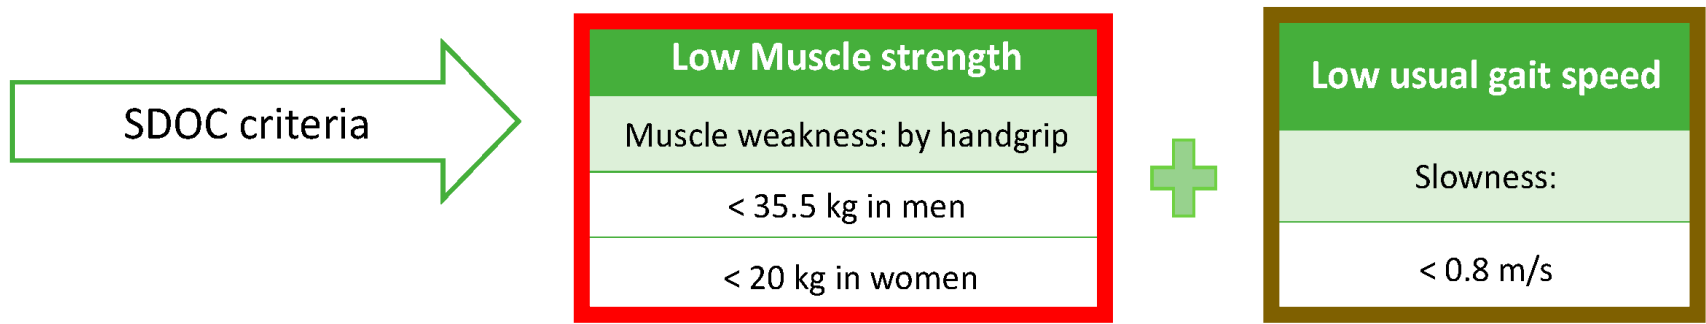 SDOC criteria
Low Muscle strength
Muscle weakness: by handgrip
< 35.5 kg in men
< 20 kg in women
Low usual gait speed
Slowness:
< 0.8 m/s